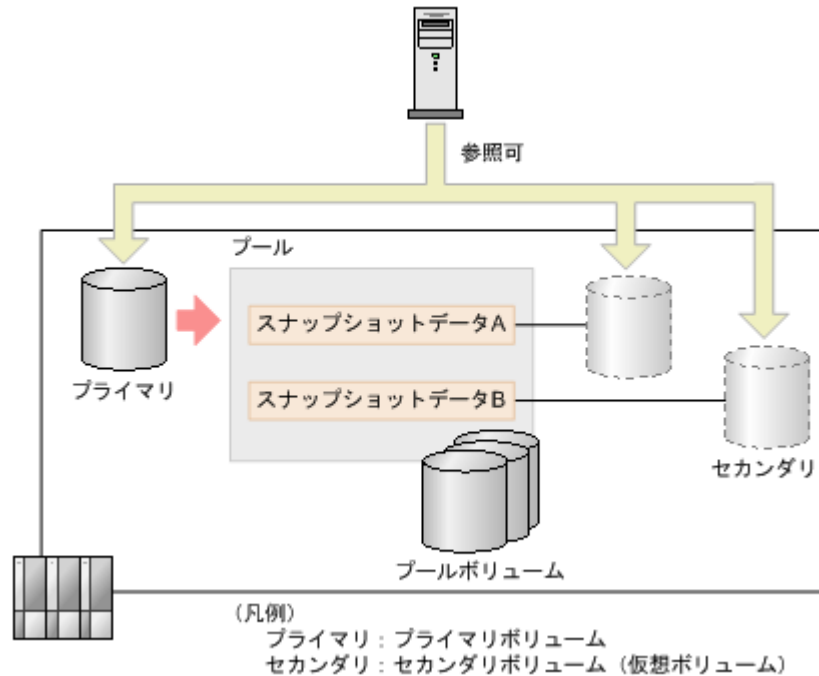 参照可
プール
スナップショットデータA
プライマリ
スナップショットデータB
セカンダリ
プールボリューム
(凡例)
プライマリ：プライマリボリューム
セカンダリ：セカンダリボリューム（仮想ボリューム）